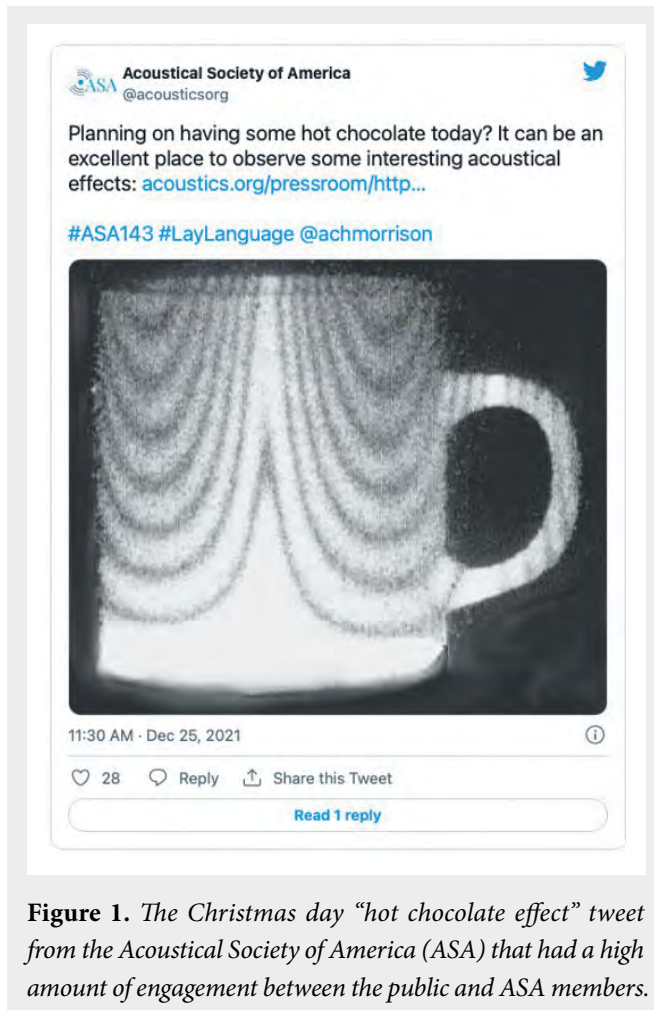 ASA
Acoustical Society of America
@acousticsorg
Planning on having some hot chocolate today? It can be an
excellent place to observe some interesting acoustical
effects: acoustics.org/pressroom/http...
#ASA143 #LayLanguage @achmorrison
11:30 AM · Dec 25, 2021
28 Reply Share this Tweet
Read 1 reply
Figure 1. The Christmas day “hot chocolate effect” tweet
from the Acoustical Society of America (ASA) that had a high
amount of engagement between the public and ASA members.